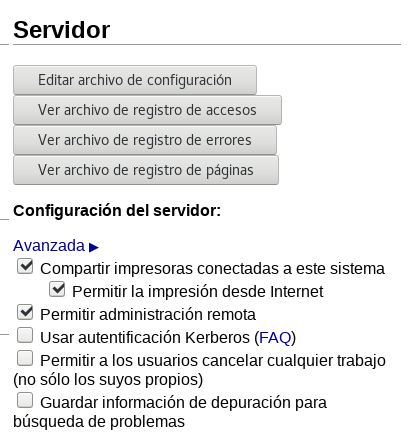 Servidor
Editar archivo de configuración
Ver archivo de registro de accesos
Ver archivo de registro de errores
Ver archivo de registro de páginas
Configuración del servidor:
Avanzada ▶
Compartir impresoras conectadas a este sistema
Permitir la impresión desde Internet
Permitir administración remota
Usar autentificación Kerberos (FAQ)
Permitir a los usuarios cancelar cualquier trabajo
(no sólo los suyos propios)
Guardar información de depuración para
búsqueda de problemas